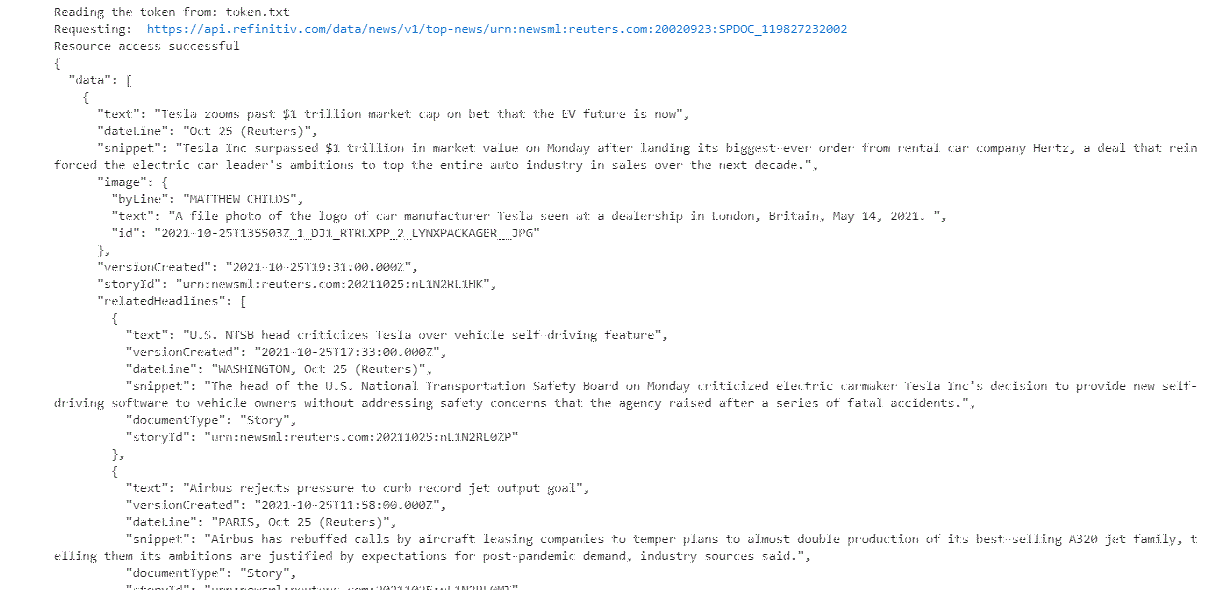 Reading the token from: token.txt
Requesting:  https://api.refinitiv.com/data/news/v1/top-news/urn:newsml:reuters.com:20020923:SPDOC_119827232002
Resource access successful
{
  "data": [
    {
      "text": "Tesla zooms past $1 trillion market cap on bet that the EV future is now",
      "dateLine": "Oct 25 (Reuters)",
      "snippet": "Tesla Inc surpassed $1 trillion in market value on Monday after landing its biggest-ever order from rental car company Hertz, a deal that rein
forced the electric car leader's ambitions to top the entire auto industry in sales over the next decade.",
      "image": {
        "byLine": "MATTHEW CHILDS",
        "text": "A file photo of the logo of car manufacturer Tesla seen at a dealership in London, Britain, May 14, 2021. ",
        "id": "2021-10-25T135503Z_1_DJ1_RTRLXPP_2_LYNXPACKAGER__JPG"
      },
      "versionCreated": "2021-10-25T19:31:00.000Z",
      "storyId": "urn:newsml:reuters.com:20211025:nL1N2RL1HK",
      "relatedHeadlines": [
        {
          "text": "U.S. NTSB head criticizes Tesla over vehicle self-driving feature",
          "versionCreated": "2021-10-25T17:33:00.000Z",
          "dateLine": "WASHINGTON, Oct 25 (Reuters)",
          "snippet": "The head of the U.S. National Transportation Safety Board on Monday criticized electric carmaker Tesla Inc's decision to provide new self-
driving software to vehicle owners without addressing safety concerns that the agency raised after a series of fatal accidents.",
          "documentType": "Story",
          "storyId": "urn:newsml:reuters.com:20211025:nL1N2RL0ZP"
        },
        {
          "text": "Airbus rejects pressure to curb record jet output goal",
          "versionCreated": "2021-10-25T11:58:00.000Z",
          "dateLine": "PARIS, Oct 25 (Reuters)",
          "snippet": "Airbus has rebuffed calls by aircraft leasing companies to temper plans to almost double production of its best-selling A320 jet family, t
elling them its ambitions are justified by expectations for post-pandemic demand, industry sources said.",
          "documentType": "Story",
          "storyId":